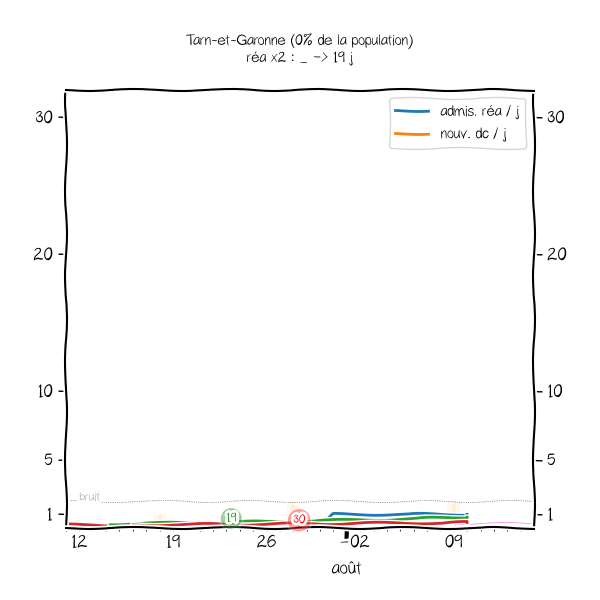 Tarn-et-Garonne (0% de la population)
réa x2 : _ -> 19 j
admis. réa / j
nouv. dc / j
30
30
20
20
10
10
5
5
bruit
1
1
19
30
12
19
26
02
09
août